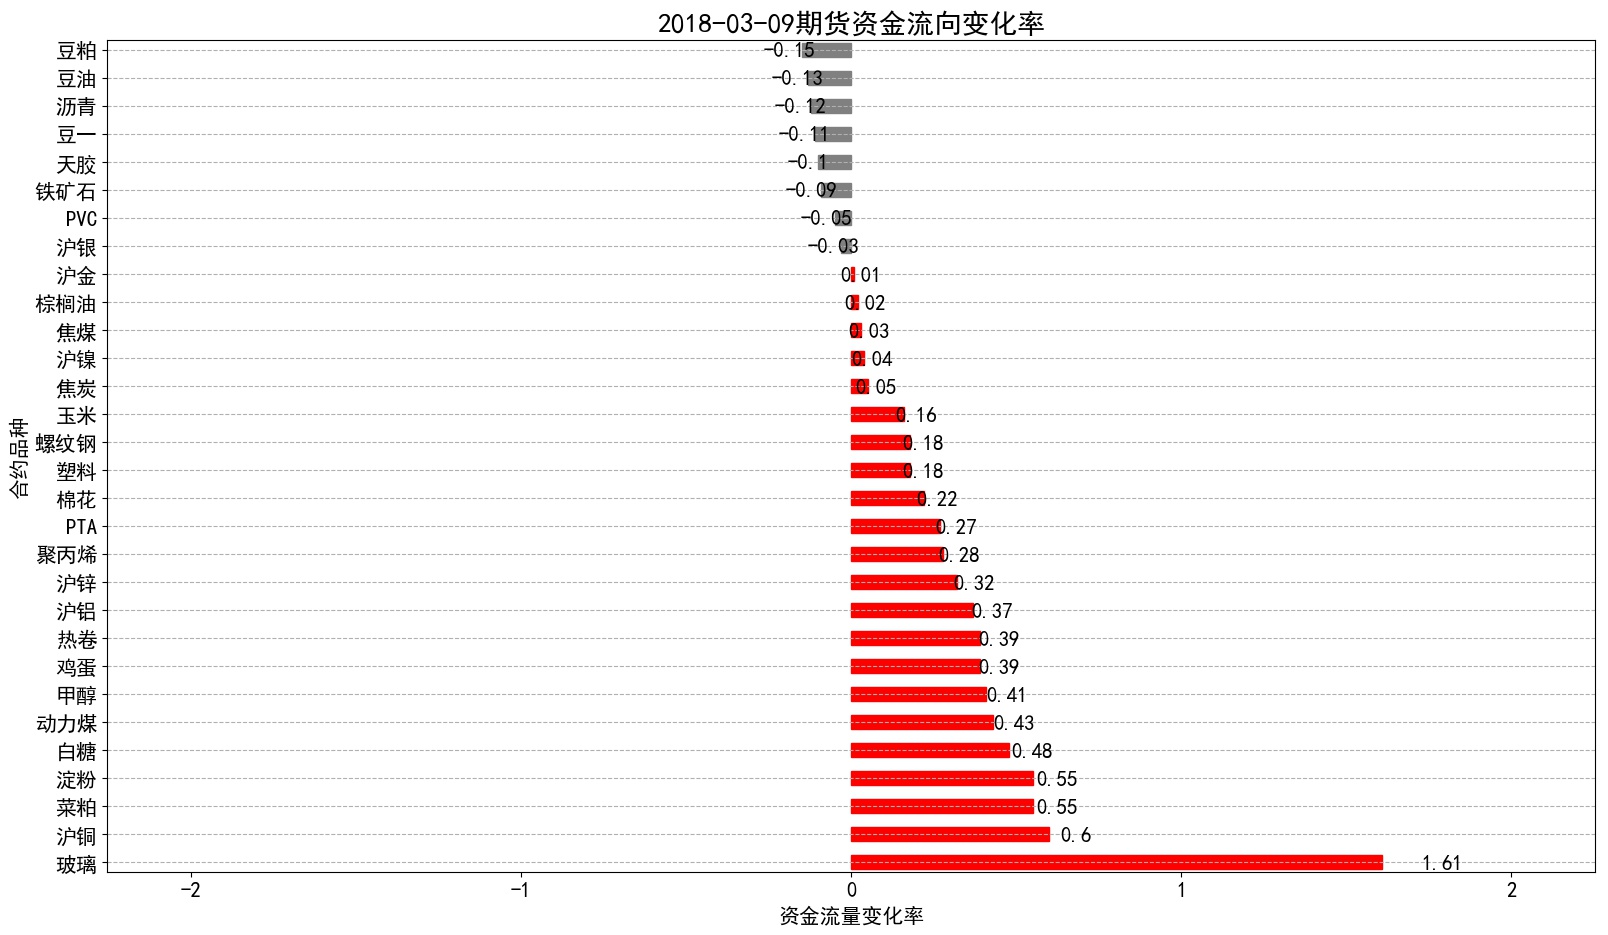 2018-03-09期货资金流向变化率
豆粕 -0.15
豆油 -0.13
沥青 -0.12
豆一 -0.11
天胶 -0.1
铁矿石 -0.09
PVC -0.05
沪银 -0.03
沪金 0.01
棕榈油 0.02
焦煤 0.03
沪镍 0.04
焦炭 0.05
玉米 0.16
螺纹钢 0.18
塑料 0.18
棉花 0.22
PTA 0.27
聚丙烯 0.28
沪锌 0.32
沪铝 0.37
热卷 0.39
鸡蛋 0.39
甲醇 0.41
动力煤 0.43
白糖 0.48
淀粉 0.55
菜粕 0.55
沪铜 0.6
玻璃 1.61
合约品种
-2 -1 0 1 2
资金流量变化率